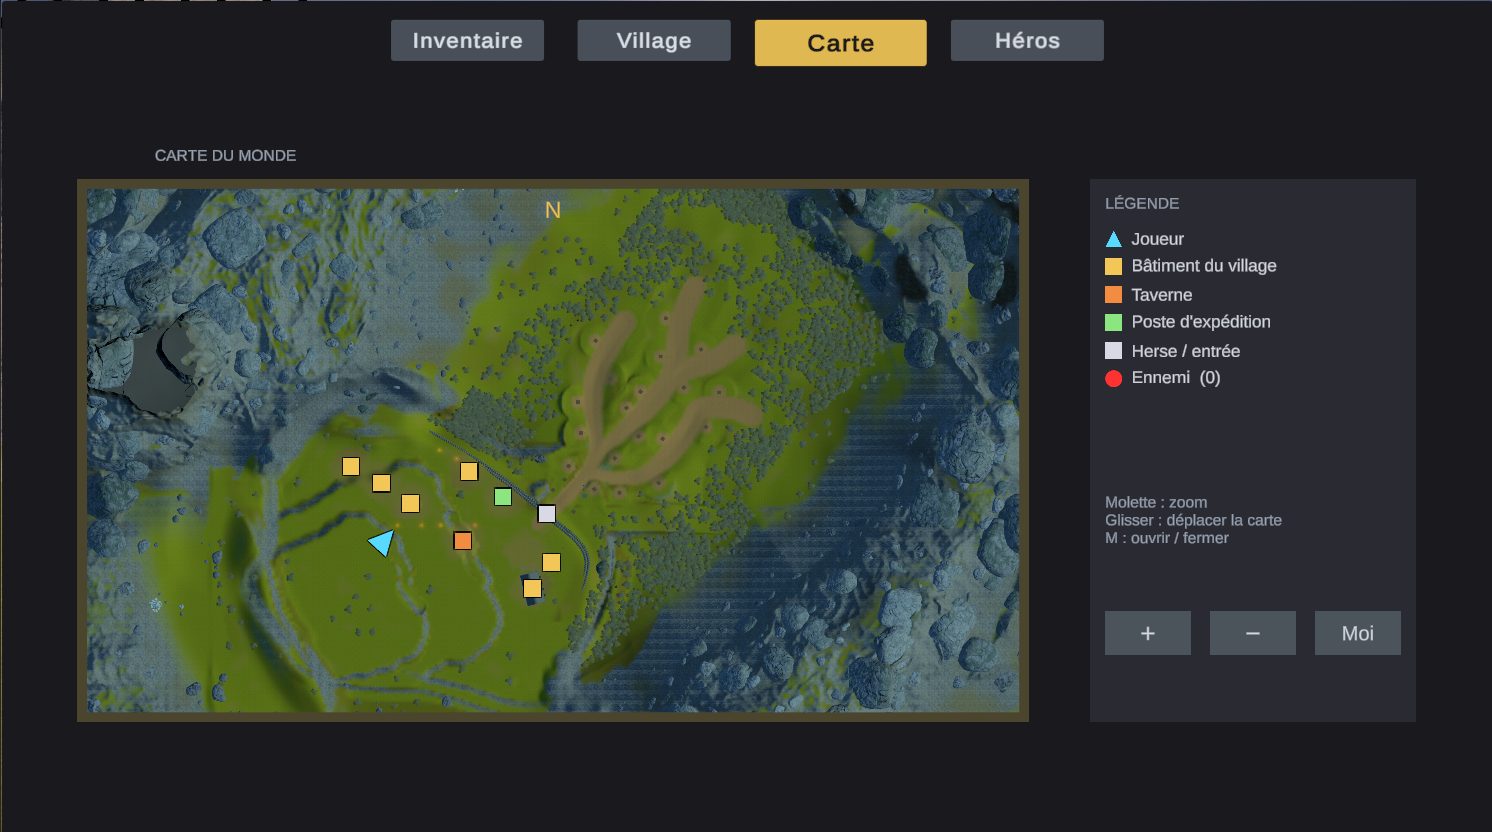 Inventaire
Village
Carte
Héros
CARTE DU MONDE
N
LÉGENDE
Joueur
Bâtiment du village
Taverne
Poste d'expédition
Herse / entrée
Ennemi (0)
Molette : zoom
Glisser : déplacer la carte
M : ouvrir / fermer
+
−
Moi